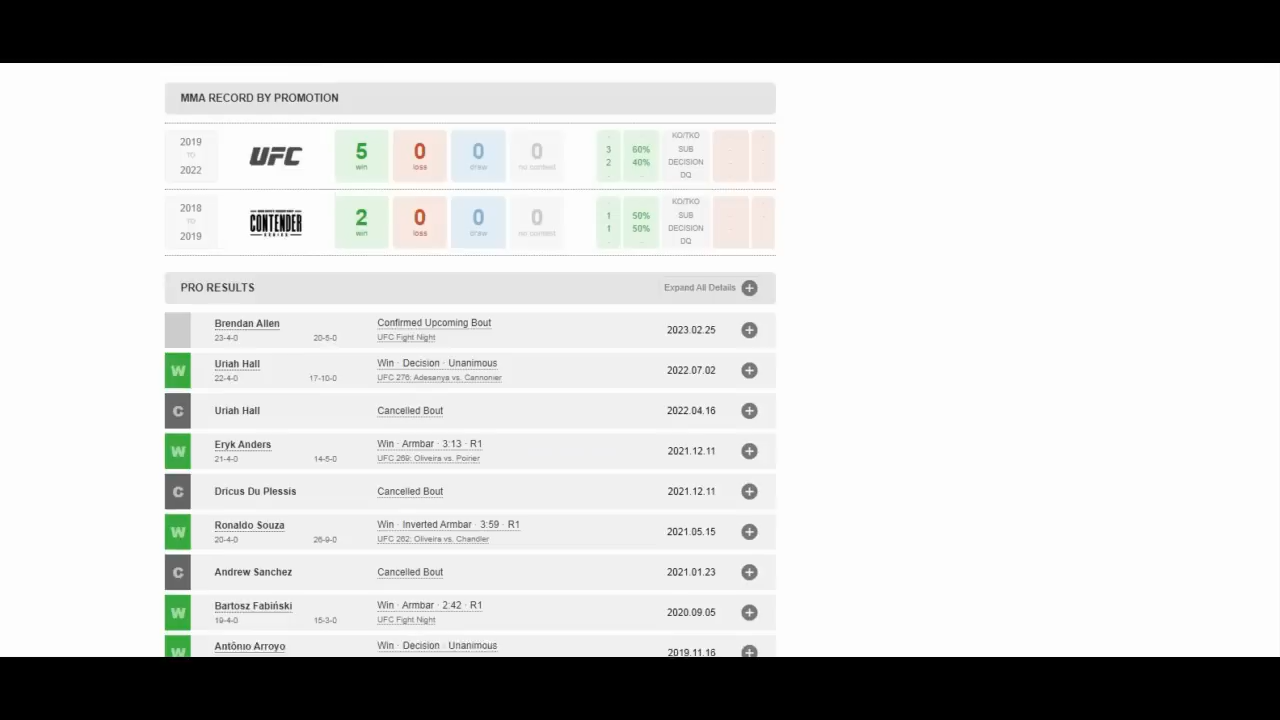 MMA RECORD BY PROMOTION
2019 TO 2022 UFC 5 win 0 loss 0 draw 0 no contest
KO/TKO
3 60% SUB
2 40% DECISION
DQ
2018 TO 2019 CONTENDER SERIES 2 win 0 loss 0 draw 0 no contest
KO/TKO
1 50% SUB
1 50% DECISION
DQ
PRO RESULTS Expand All Details
Brendan Allen Confirmed Upcoming Bout 2023.02.25
23-4-0 20-5-0 UFC Fight Night
W Uriah Hall Win · Decision · Unanimous 2022.07.02
22-4-0 17-10-0 UFC 276: Adesanya vs. Cannonier
C Uriah Hall Cancelled Bout 2022.04.16
W Eryk Anders Win · Armbar · 3:13 · R1 2021.12.11
21-4-0 14-5-0 UFC 269: Oliveira vs. Poirier
C Dricus Du Plessis Cancelled Bout 2021.12.11
W Ronaldo Souza Win · Inverted Armbar · 3:59 · R1 2021.05.15
20-4-0 26-9-0 UFC 262: Oliveira vs. Chandler
C Andrew Sanchez Cancelled Bout 2021.01.23
W Bartosz Fabiński Win · Armbar · 2:42 · R1 2020.09.05
19-4-0 15-3-0 UFC Fight Night
W Antônio Arroyo Win · Decision · Unanimous 2019.11.16